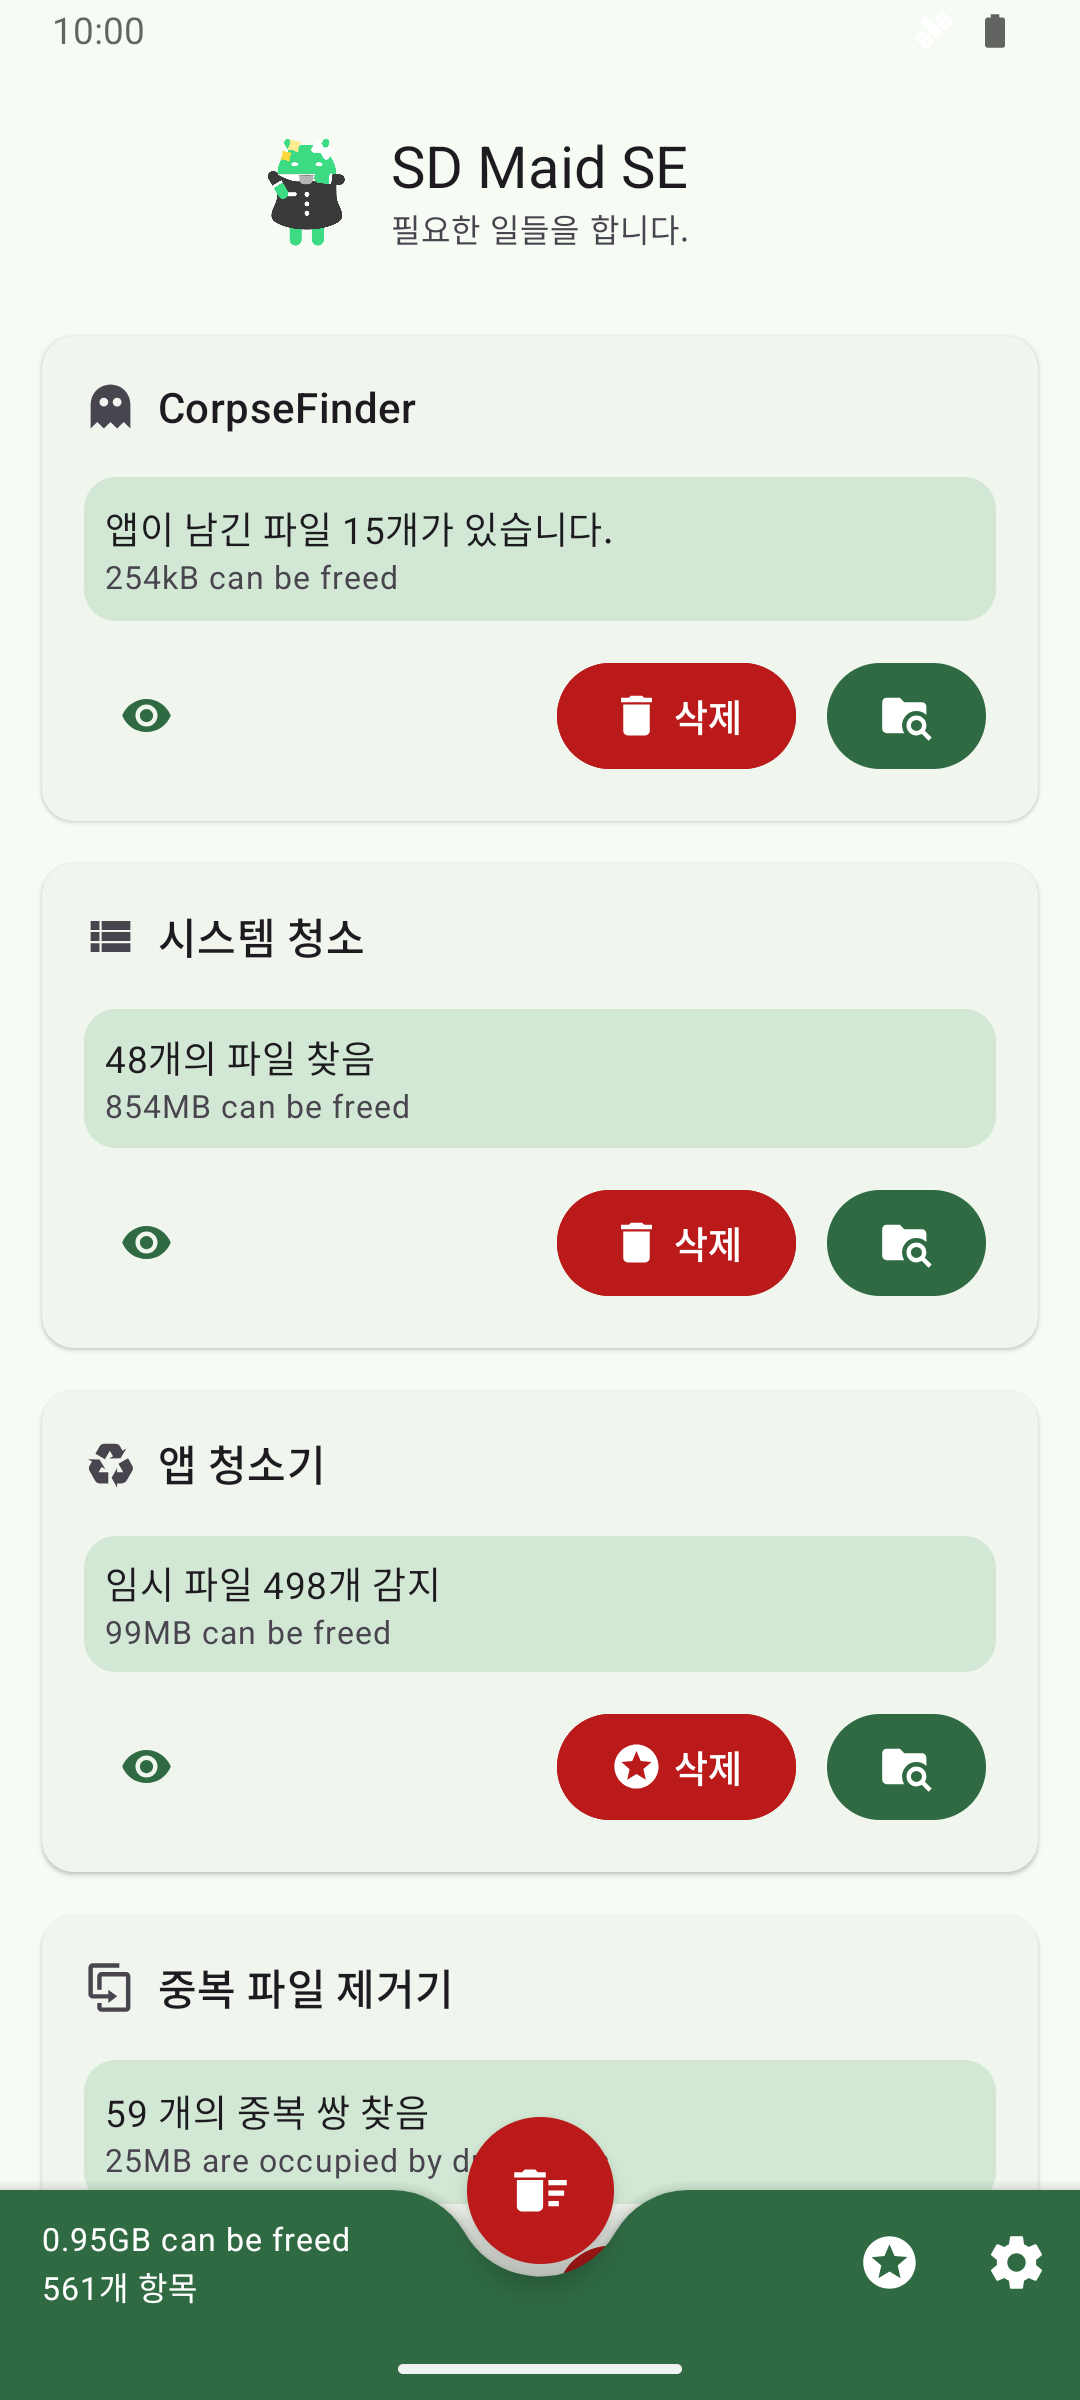 10:00
SD Maid SE
필요한 일들을 합니다.
CorpseFinder
앱이 남긴 파일 15개가 있습니다.
254kB can be freed
삭제
시스템 청소
48개의 파일 찾음
854MB can be freed
삭제
앱 청소기
임시 파일 498개 감지
99MB can be freed
삭제
중복 파일 제거기
59 개의 중복 쌍 찾음
25MB are occupied by
0.95GB can be freed
561개 항목